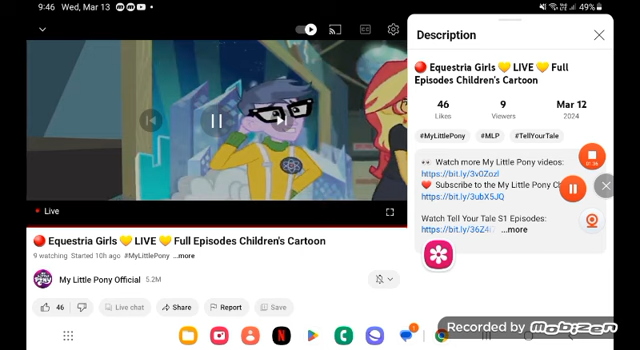 9:46 Wed, Mar 13
49%
Description
🔴 Equestria Girls 💛 LIVE 💛 Full
Episodes Children's Cartoon
46 9 Mar 12
Likes Viewers 2024
#MyLittlePony #MLP #TellYourTale
👀 Watch more My Little Pony videos:
https://bit.ly/3v0Zozl
❤️ Subscribe to the My Little Pony C
https://bit.ly/3ubX5JQ
Watch Tell Your Tale S1 Episodes:
https://bit.ly/36Z4 ...more
Live
🔴 Equestria Girls 💛 LIVE 💛 Full Episodes Children's Cartoon
9 watching Started 10h ago #MyLittlePony ...more
My Little Pony Official 5.2M
46 Live chat Share Report Save
Recorded by Mobizen